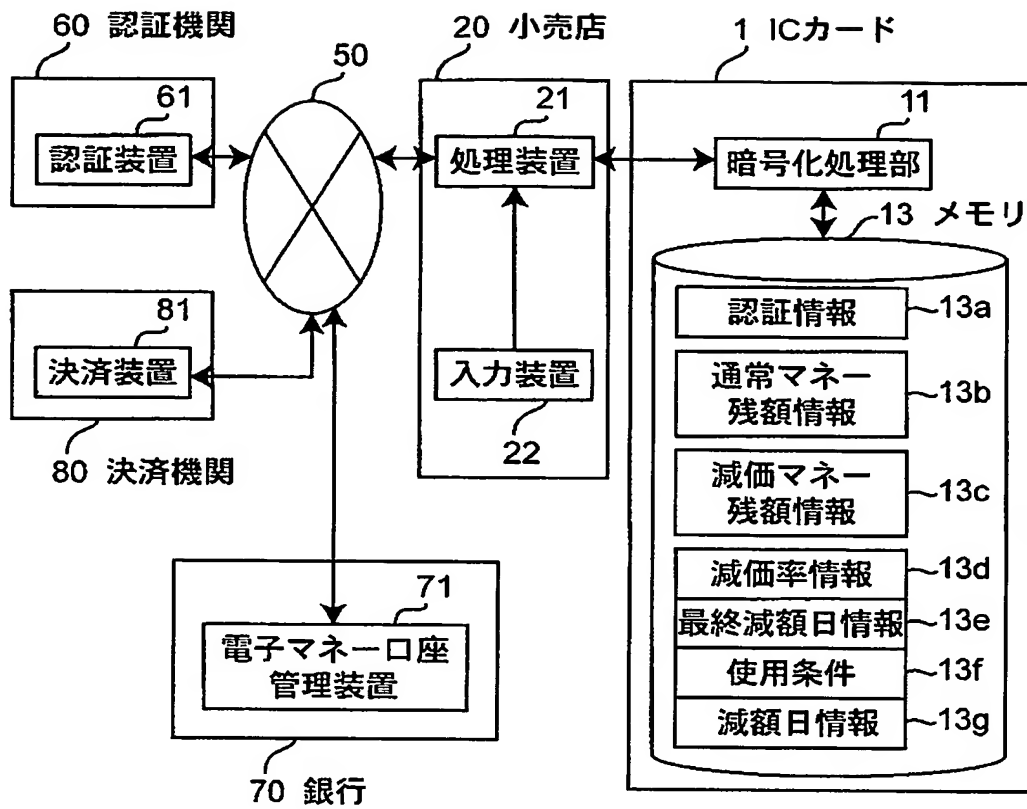 60 認証機関
61
認証装置
50
20 小売店
21
処理装置
入力装置
22
1 ICカード
11
暗号化処理部
13 メモリ
認証情報
13a
通常マネー
残額情報
13b
減価マネー
残額情報
13c
減価率情報
13d
最終減額日情報
13e
使用条件
13f
減額日情報
13g
81
決済装置
80 決済機関
71
電子マネー口座
管理装置
70 銀行